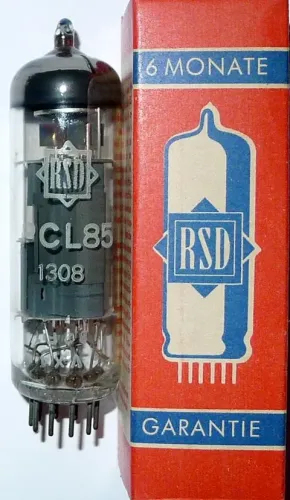 RSD
PCL85
1308
6 MONATE
RSD
GARANTIE